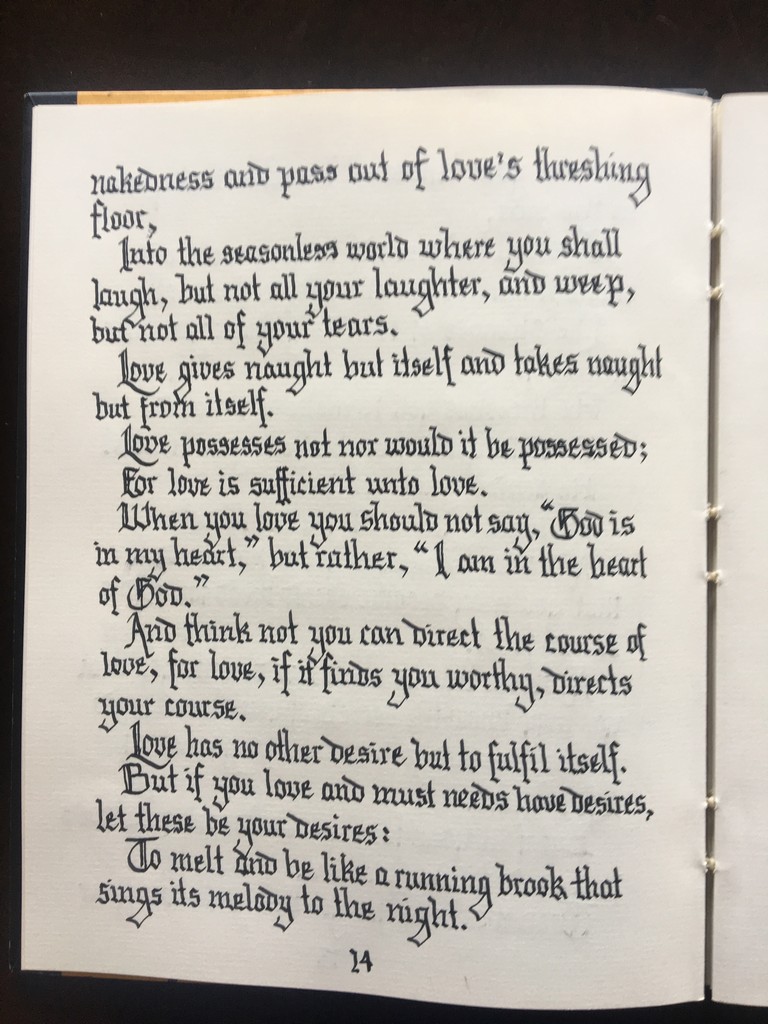 nakedness and pass out of love's threshing
floor,
Into the seasonless world where you shall
laugh, but not all your laughter, and weep,
but not all of your tears.
Love gives naught but itself and takes naught
but from itself.
Love possesses not nor would it be possessed;
For love is sufficient unto love.
When you love you should not say, “God is
in my heart,” but rather, “I am in the heart
of God.”
And think not you can direct the course of
love, for love, if it finds you worthy, directs
your course.
Love has no other desire but to fulfil itself.
But if you love and must needs have desires,
let these be your desires:
To melt and be like a running brook that
sings its melody to the night.
14